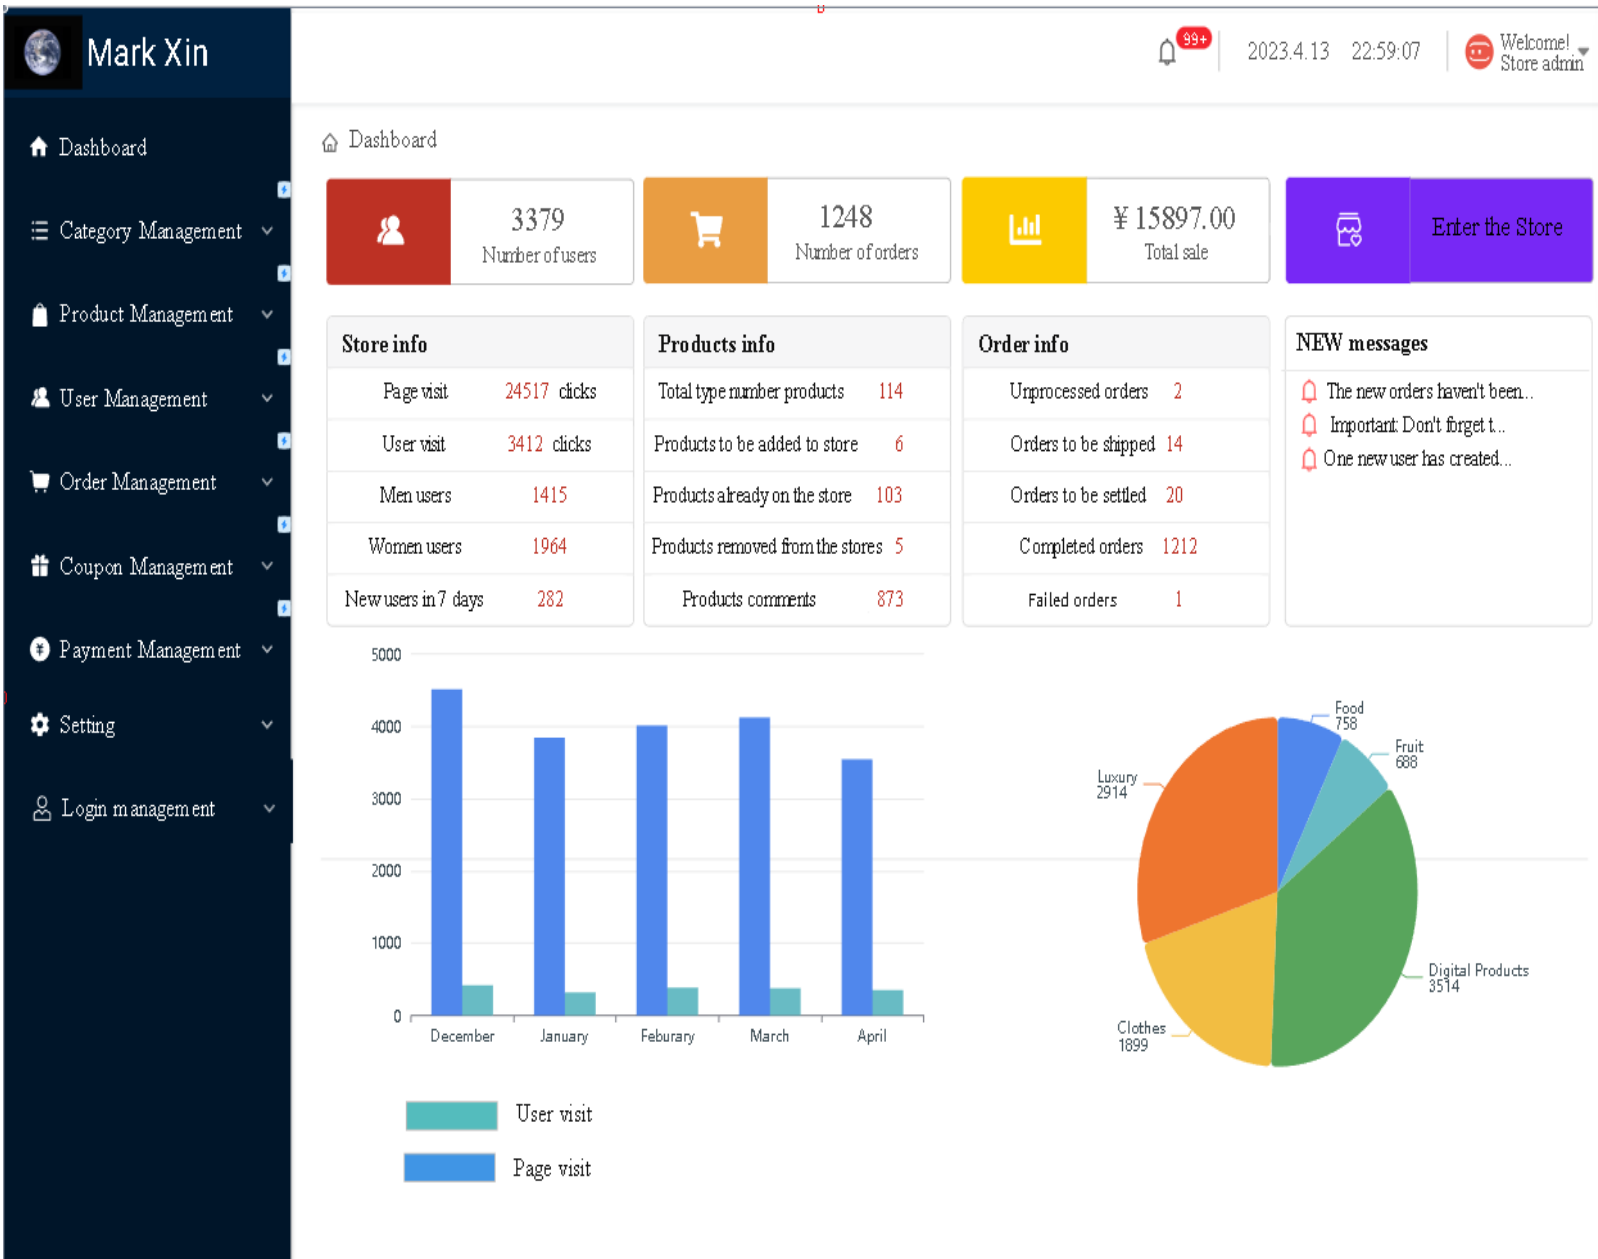 Mark Xin
99+
2023.4.13 22:59:07
Welcome!
Store admin
Dashboard
Category Management
Product Management
User Management
Order Management
Coupon Management
Payment Management
Setting
Login management
Dashboard
3379
Number of users
1248
Number of orders
¥ 15897.00
Total sale
Enter the Store
Store info
Page visit 24517 clicks
User visit 3412 clicks
Men users 1415
Women users 1964
New users in 7 days 282
Products info
Total type number products 114
Products to be added to store 6
Products already on the store 103
Products removed from the stores 5
Products comments 873
Order info
Unprocessed orders 2
Orders to be shipped 14
Orders to be settled 20
Completed orders 1212
Failed orders 1
NEW messages
The new orders haven't been...
Important: Don't forget t...
One new user has created...
5000
4000
3000
2000
1000
0
December January Feburary March April
User visit
Page visit
Food
758
Fruit
688
Luxury
2914
Digital Products
3514
Clothes
1899